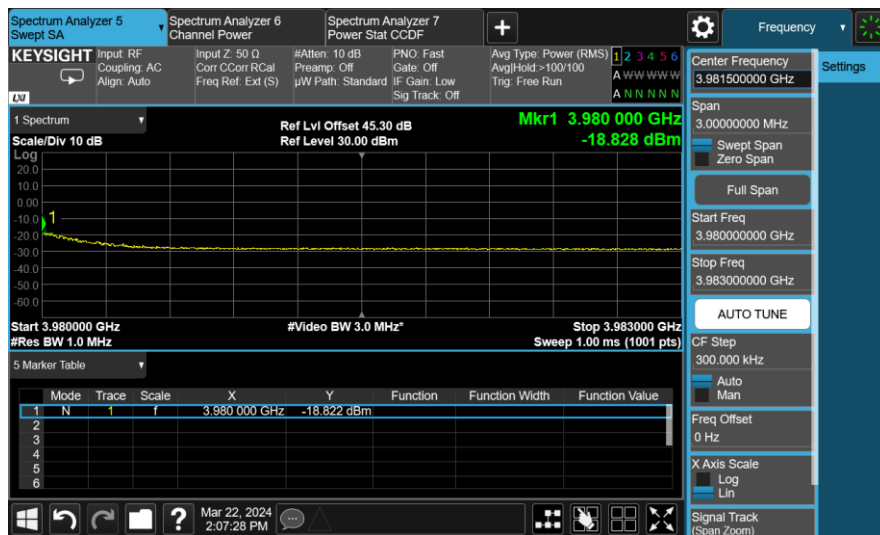 Spectrum Analyzer 5
Swept SA
Spectrum Analyzer 6
Channel Power
Spectrum Analyzer 7
Power Stat CCDF
Frequency
KEYSIGHT
LXI
Input: RF
Coupling: AC
Align: Auto
Input Z: 50 Ω
Corr CCorr RCal
Freq Ref: Ext (S)
#Atten: 10 dB
Preamp: Off
µW Path: Standard
PNO: Fast
Gate: Off
IF Gain: Low
Sig Track: Off
Avg Type: Power (RMS)
Avg|Hold:>100/100
Trig: Free Run
1 2 3 4 5 6
A W W W W W
A N N N N N
1 Spectrum
Scale/Div 10 dB
Ref Lvl Offset 45.30 dB
Ref Level 30.00 dBm
Mkr1 3.980 000 GHz
-18.828 dBm
Log
20.0
10.0
0.00
-10.0
-20.0
-30.0
-40.0
-50.0
-60.0
1
Start 3.980000 GHz
#Video BW 3.0 MHz*
Stop 3.983000 GHz
#Res BW 1.0 MHz
Sweep 1.00 ms (1001 pts)
5 Marker Table
Mode Trace Scale X Y Function Function Width Function Value
1 N 1 f 3.980 000 GHz -18.822 dBm
2
3
4
5
6
Mar 22, 2024
2:07:28 PM
Center Frequency
3.981500000 GHz
Span
3.00000000 MHz
Swept Span
Zero Span
Full Span
Start Freq
3.980000000 GHz
Stop Freq
3.983000000 GHz
AUTO TUNE
CF Step
300.000 kHz
Auto
Man
Freq Offset
0 Hz
X Axis Scale
Log
Lin
Signal Track
(Span Zoom)
Settings